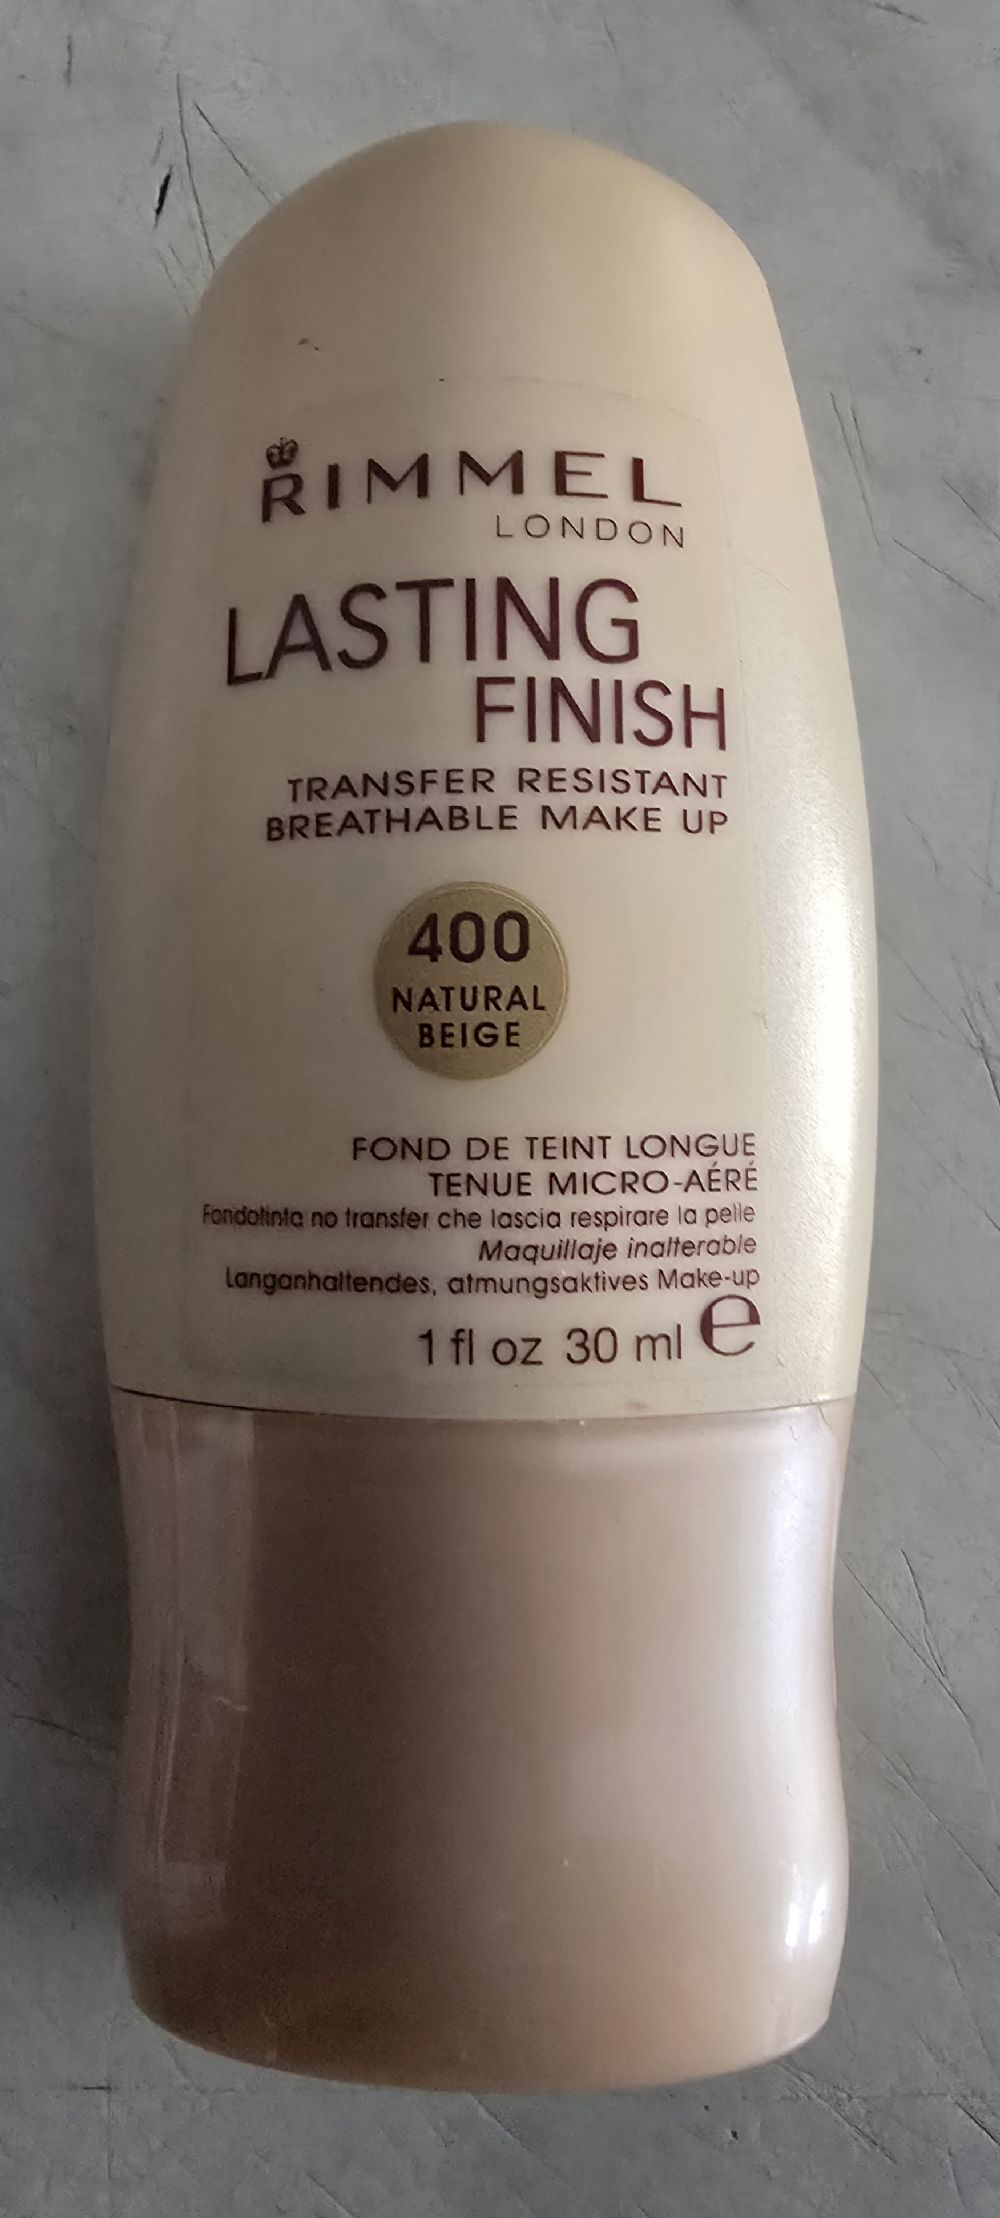 RIMMEL
LONDON
LASTING
FINISH
TRANSFER RESISTANT
BREATHABLE MAKE UP
400
NATURAL
BEIGE
FOND DE TEINT LONGUE
TENUE MICRO-AÉRÉ
Fondotinta no transfer che lascia respirare la pelle
Maquillaje inalterable
Langanhaltendes, atmungsaktives Make-up
1 fl oz 30 ml e